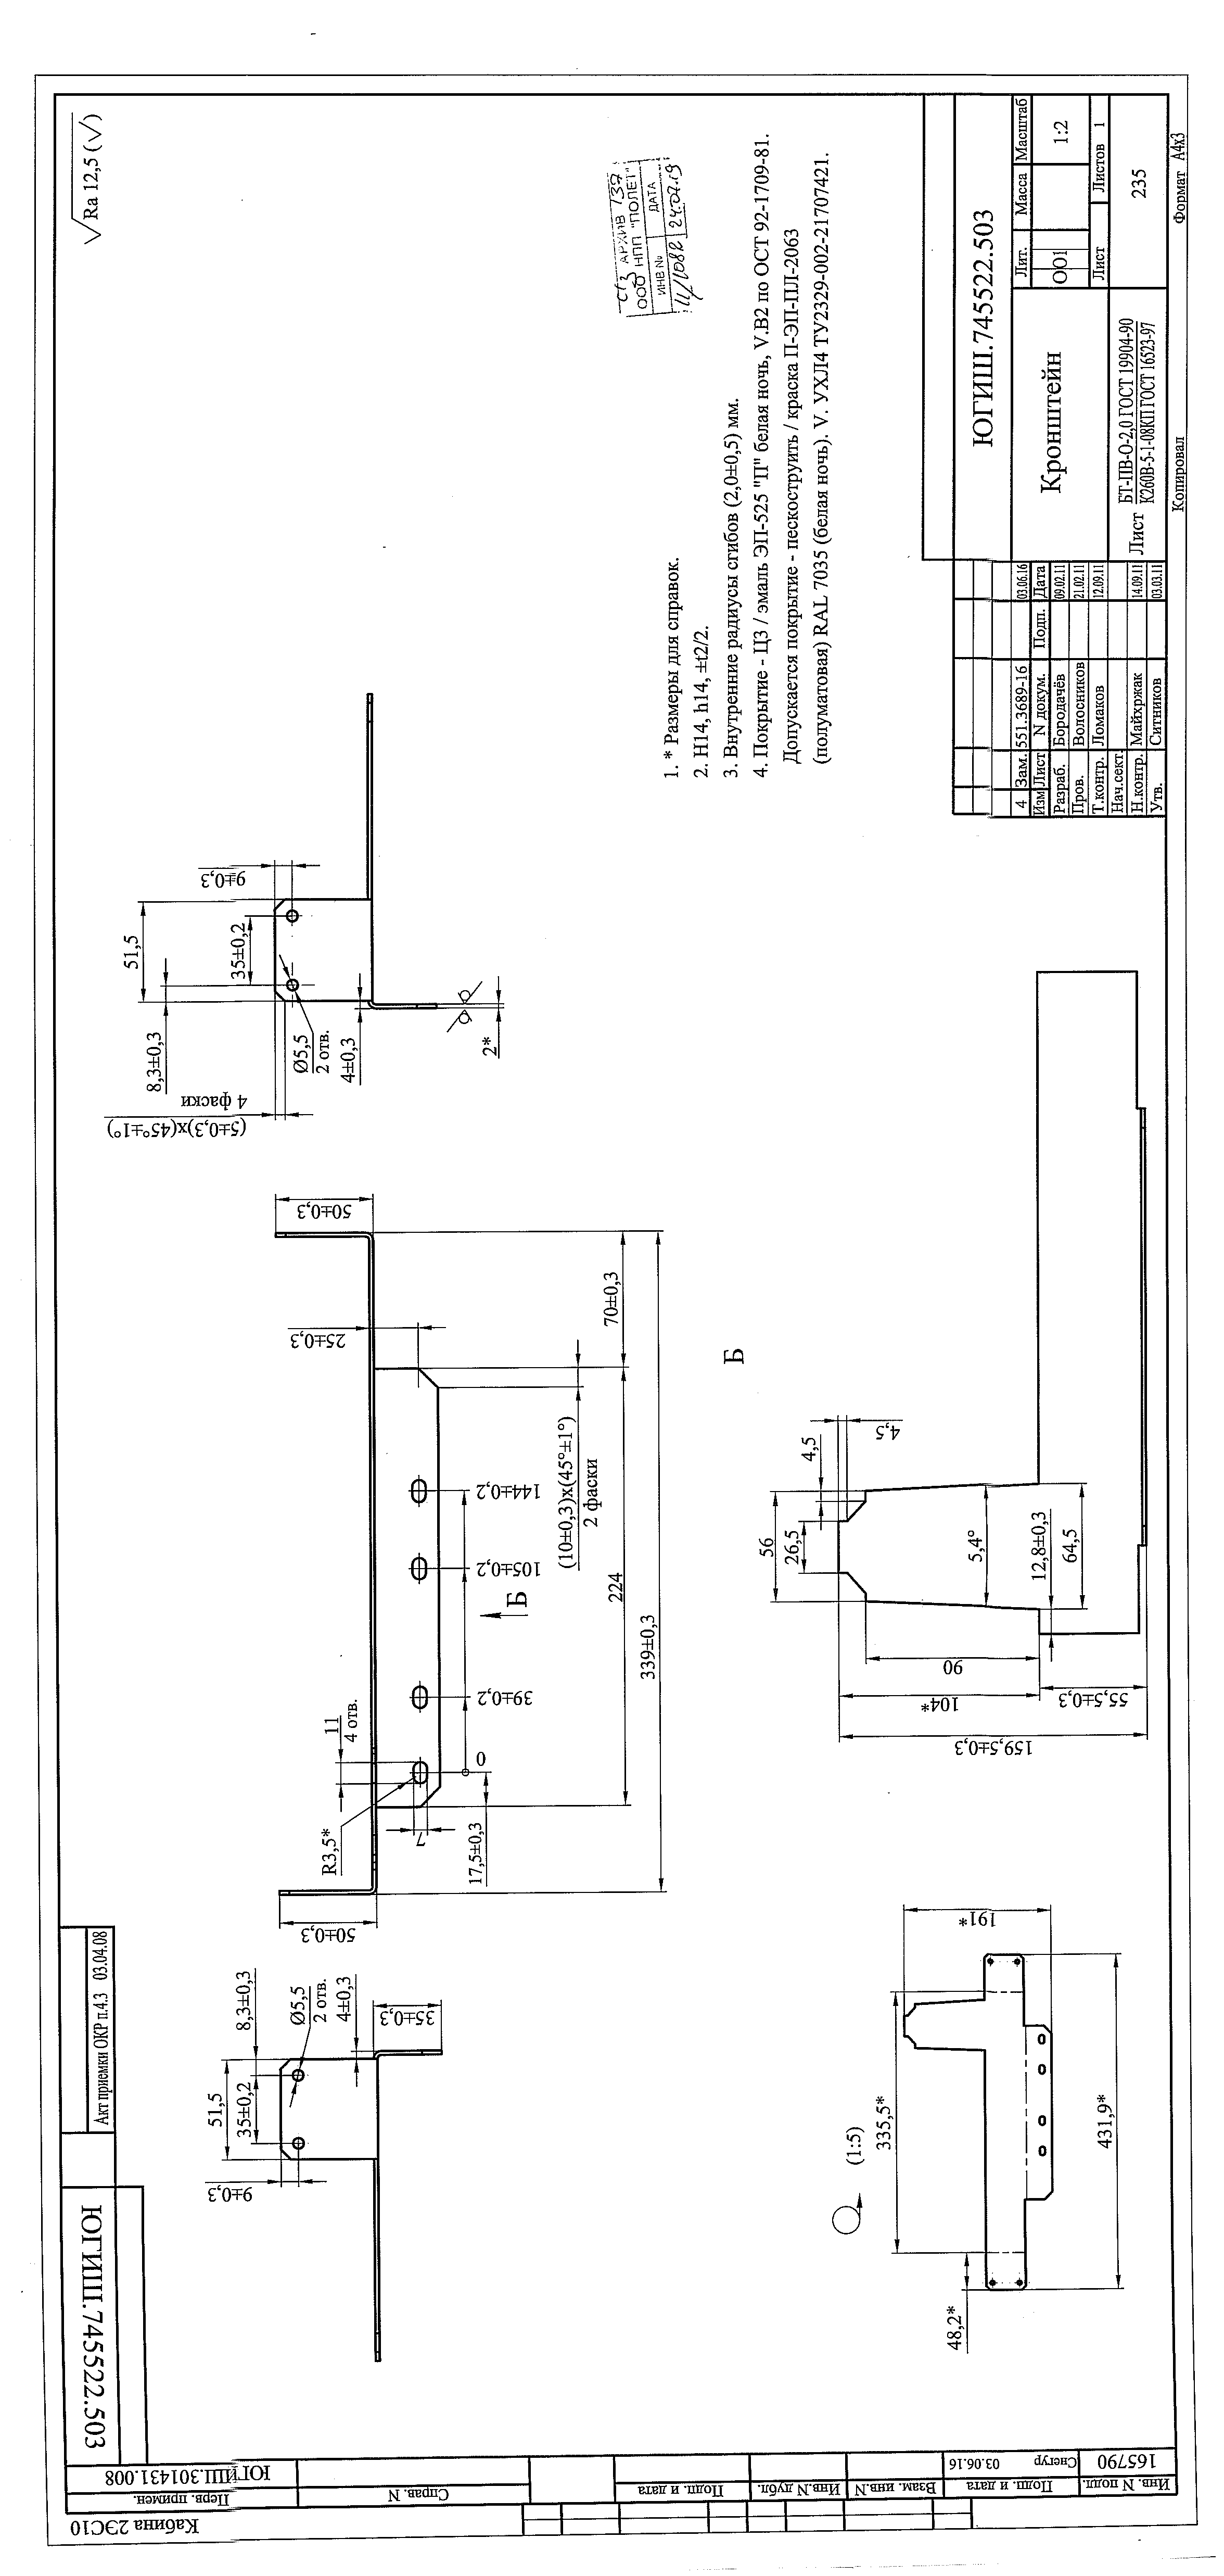 ЮГИШ.745522.503
Акт приемки ОКР п.4.3 03.04.08
√Ra 12,5 (√)
Кабина 2ЭС10
Перв. примен.
ЮГИШ.301431.008
Справ. N
Подп. и дата
Инв.N дубл.
Взам. инв.N
Подп. и дата
Снегур 03.06.16
Инв. N подл.
165790
9±0,3
51,5
35±0,2
8,3±0,3
Ø5,5
2 отв.
4±0,3
35±0,3
50±0,3
50±0,3
R3,5*
11
4 отв.
7
17,5±0,3
0
39±0,2
105±0,2
144±0,2
Б
25±0,3
(10±0,3)х(45°±1°)
2 фаски
70±0,3
224
339±0,3
(5±0,3)х(45°±1°)
4 фаски
8,3±0,3
51,5
35±0,2
9±0,3
Ø5,5
2 отв.
4±0,3
2*
(1:5)
335,5*
191*
48,2*
431,9*
Б
56
26,5
4,5
4,5
5,4°
12,8±0,3
64,5
90
104*
55,5±0,3
159,5±0,3
1. * Размеры для справок.
2. H14, h14, ±t2/2.
3. Внутренние радиусы сгибов (2,0±0,5) мм.
4. Покрытие - Ц3 / эмаль ЭП-525 "П" белая ночь, V.В2 по ОСТ 92-1709-81.
Допускается покрытие - пескоструить / краска П-ЭП-ПЛ-2063
(полуматовая) RAL 7035 (белая ночь). V. УХЛ4 ТУ2329-002-21707421.
СГЗ АРХИВ 137
ООО НПП "ПОЛЕТ"
ИНВ № ДАТА
11/1082 24.07.19
ЮГИШ.745522.503
4 Зам. 551.3689-16 03.06.16
Изм Лист N докум. Подп. Дата
Разраб. Бородачёв 09.02.11
Пров. Волосников 21.02.11
Т.контр. Ломаков 12.09.11
Нач.сект.
Н.контр. Майхржак 14.09.11
Утв. Ситников 03.03.11
Кронштейн
Лит. Масса Масштаб
О О1 1:2
Лист Листов 1
Лист БТ-ПВ-О-2,0 ГОСТ 19904-90
К260В-5-1-08КП ГОСТ 16523-97
235
Копировал
Формат А4х3